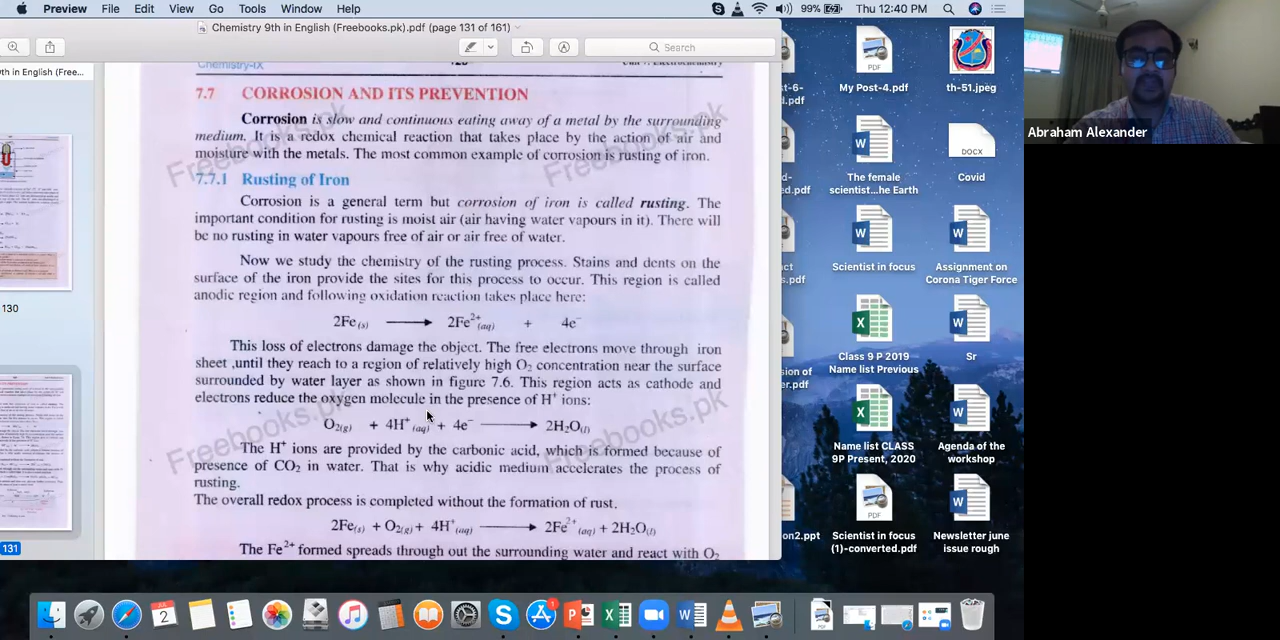 Preview File Edit View Go Tools Window Help
99% Thu 12:40 PM
Chemistry 9th in English (Freebooks.pk).pdf (page 131 of 161)
Search
9th in English (Free...
130
131
Chemistry-IX
Unit 7: Electrochemistry
7.7 CORROSION AND ITS PREVENTION
Corrosion is slow and continuous eating away of a metal by the surrounding
medium. It is a redox chemical reaction that takes place by the action of air and
moisture with the metals. The most common example of corrosion is rusting of iron.
7.7.1 Rusting of Iron
Corrosion is a general term but corrosion of iron is called rusting. The
important condition for rusting is moist air (air having water vapours in it). There will
be no rusting in water vapours free of air or air free of water.
Now we study the chemistry of the rusting process. Stains and dents on the
surface of the iron provide the sites for this process to occur. This region is called
anodic region and following oxidation reaction takes place here:
2Fe(s) ⟶ 2Fe²⁺(aq) + 4e⁻
This loss of electrons damage the object. The free electrons move through iron
sheet ,until they reach to a region of relatively high O₂ concentration near the surface
surrounded by water layer as shown in figure 7.6. This region acts as cathode and
electrons reduce the oxygen molecule in the presence of H⁺ ions:
O₂(g) + 4H⁺(aq) + 4e⁻ ⟶ 2H₂O(l)
The H⁺ ions are provided by the carbonic acid, which is formed because of
presence of CO₂ in water. That is why acidic medium accelerates the process of
rusting.
The overall redox process is completed without the formation of rust.
2Fe(s) + O₂(g) + 4H⁺(aq) ⟶ 2Fe²⁺(aq) + 2H₂O(l)
The Fe²⁺ formed spreads through out the surrounding water and react with O₂
Freebooks.pk
Freebooks.pk
Freebooks.pk
Freebooks.pk
My Post-4.pdf
th-51.jpeg
The female
scientist...he Earth
DOCX
Covid
Scientist in focus
Assignment on
Corona Tiger Force
Class 9 P 2019
Name list Previous
Sr
Name list CLASS
9P Present, 2020
Agenda of the
workshop
Scientist in focus
(1)-converted.pdf
Newsletter june
issue rough
Abraham Alexander